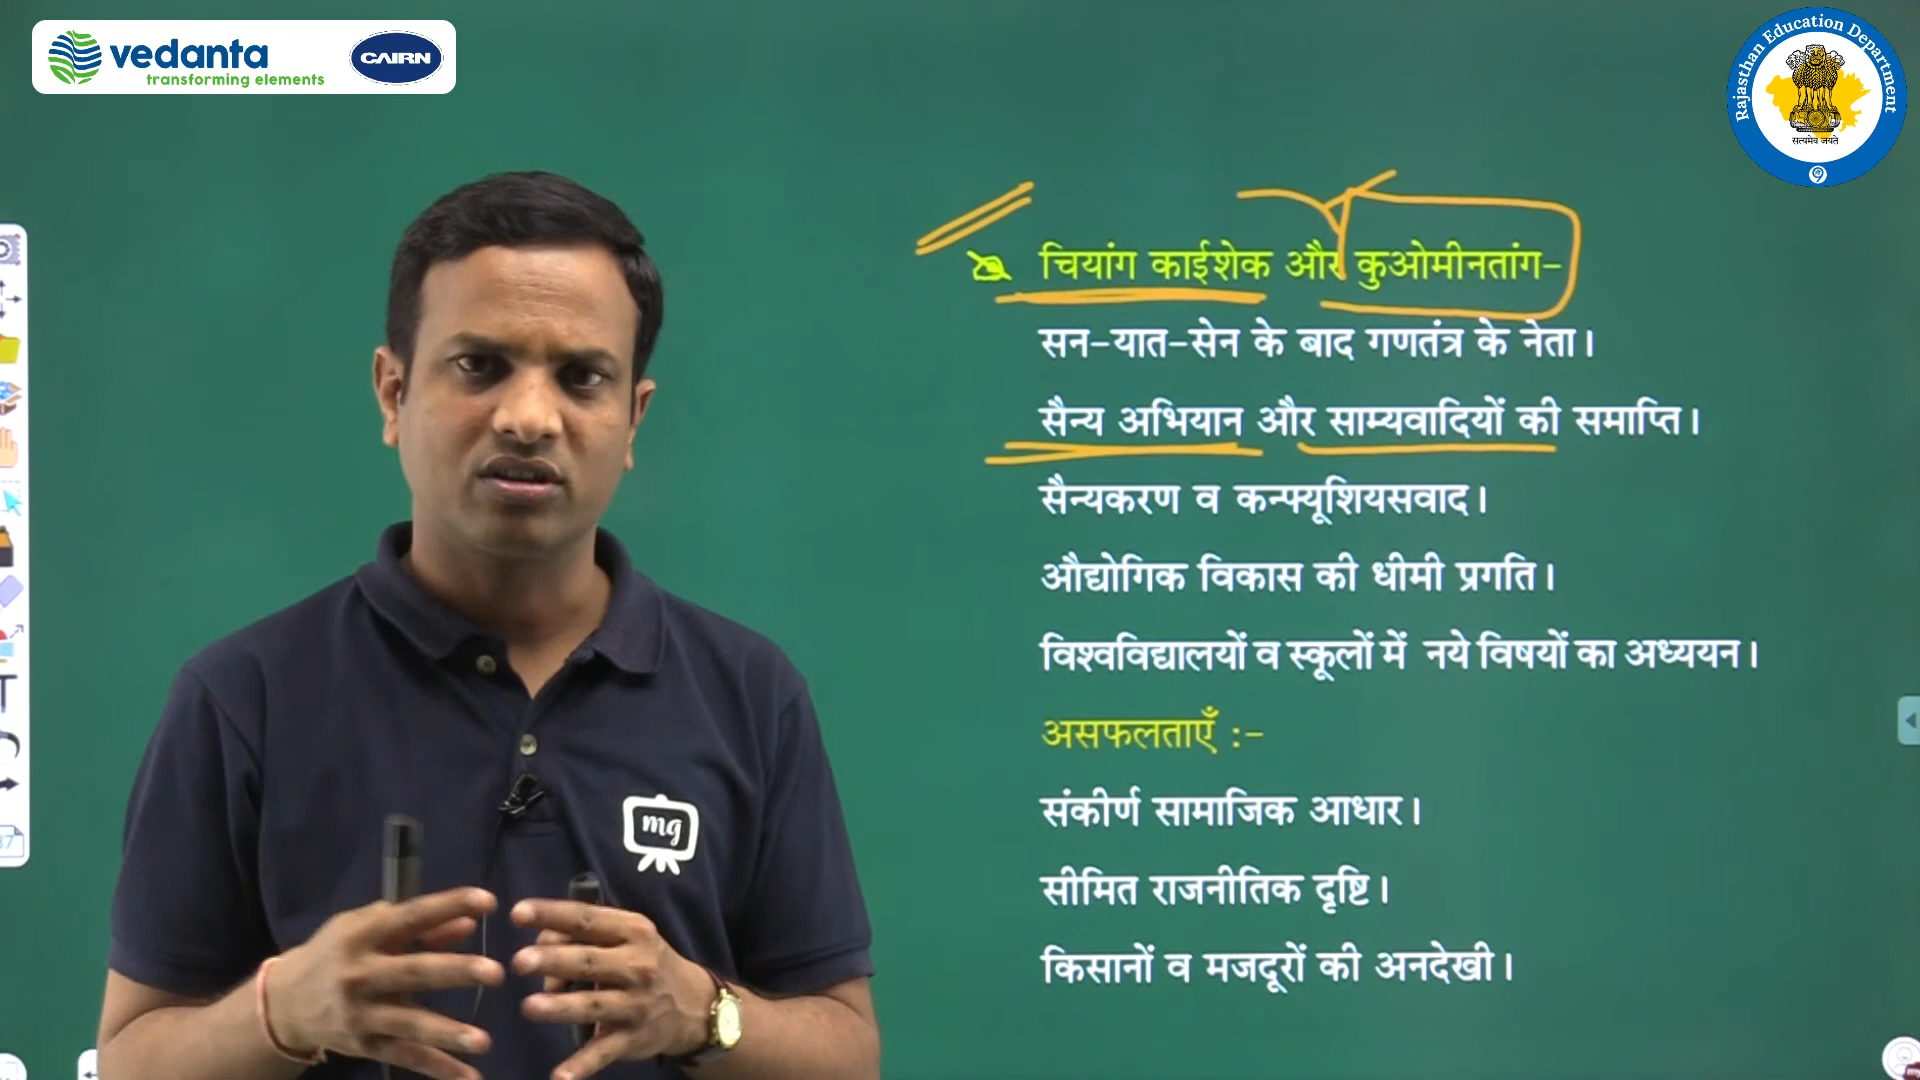 vedanta
transforming elements
CAIRN
Rajasthan Education Department
सत्यमेव जयते
चियांग काईशेक और कुओमीनतांग-
सन-यात-सेन के बाद गणतंत्र के नेता।
सैन्य अभियान और साम्यवादियों की समाप्ति।
सैन्यकरण व कन्फ्यूशियसवाद।
औद्योगिक विकास की धीमी प्रगति।
विश्वविद्यालयों व स्कूलों में नये विषयों का अध्ययन।
असफलताएँ :-
संकीर्ण सामाजिक आधार।
सीमित राजनीतिक दृष्टि।
किसानों व मजदूरों की अनदेखी।
mg